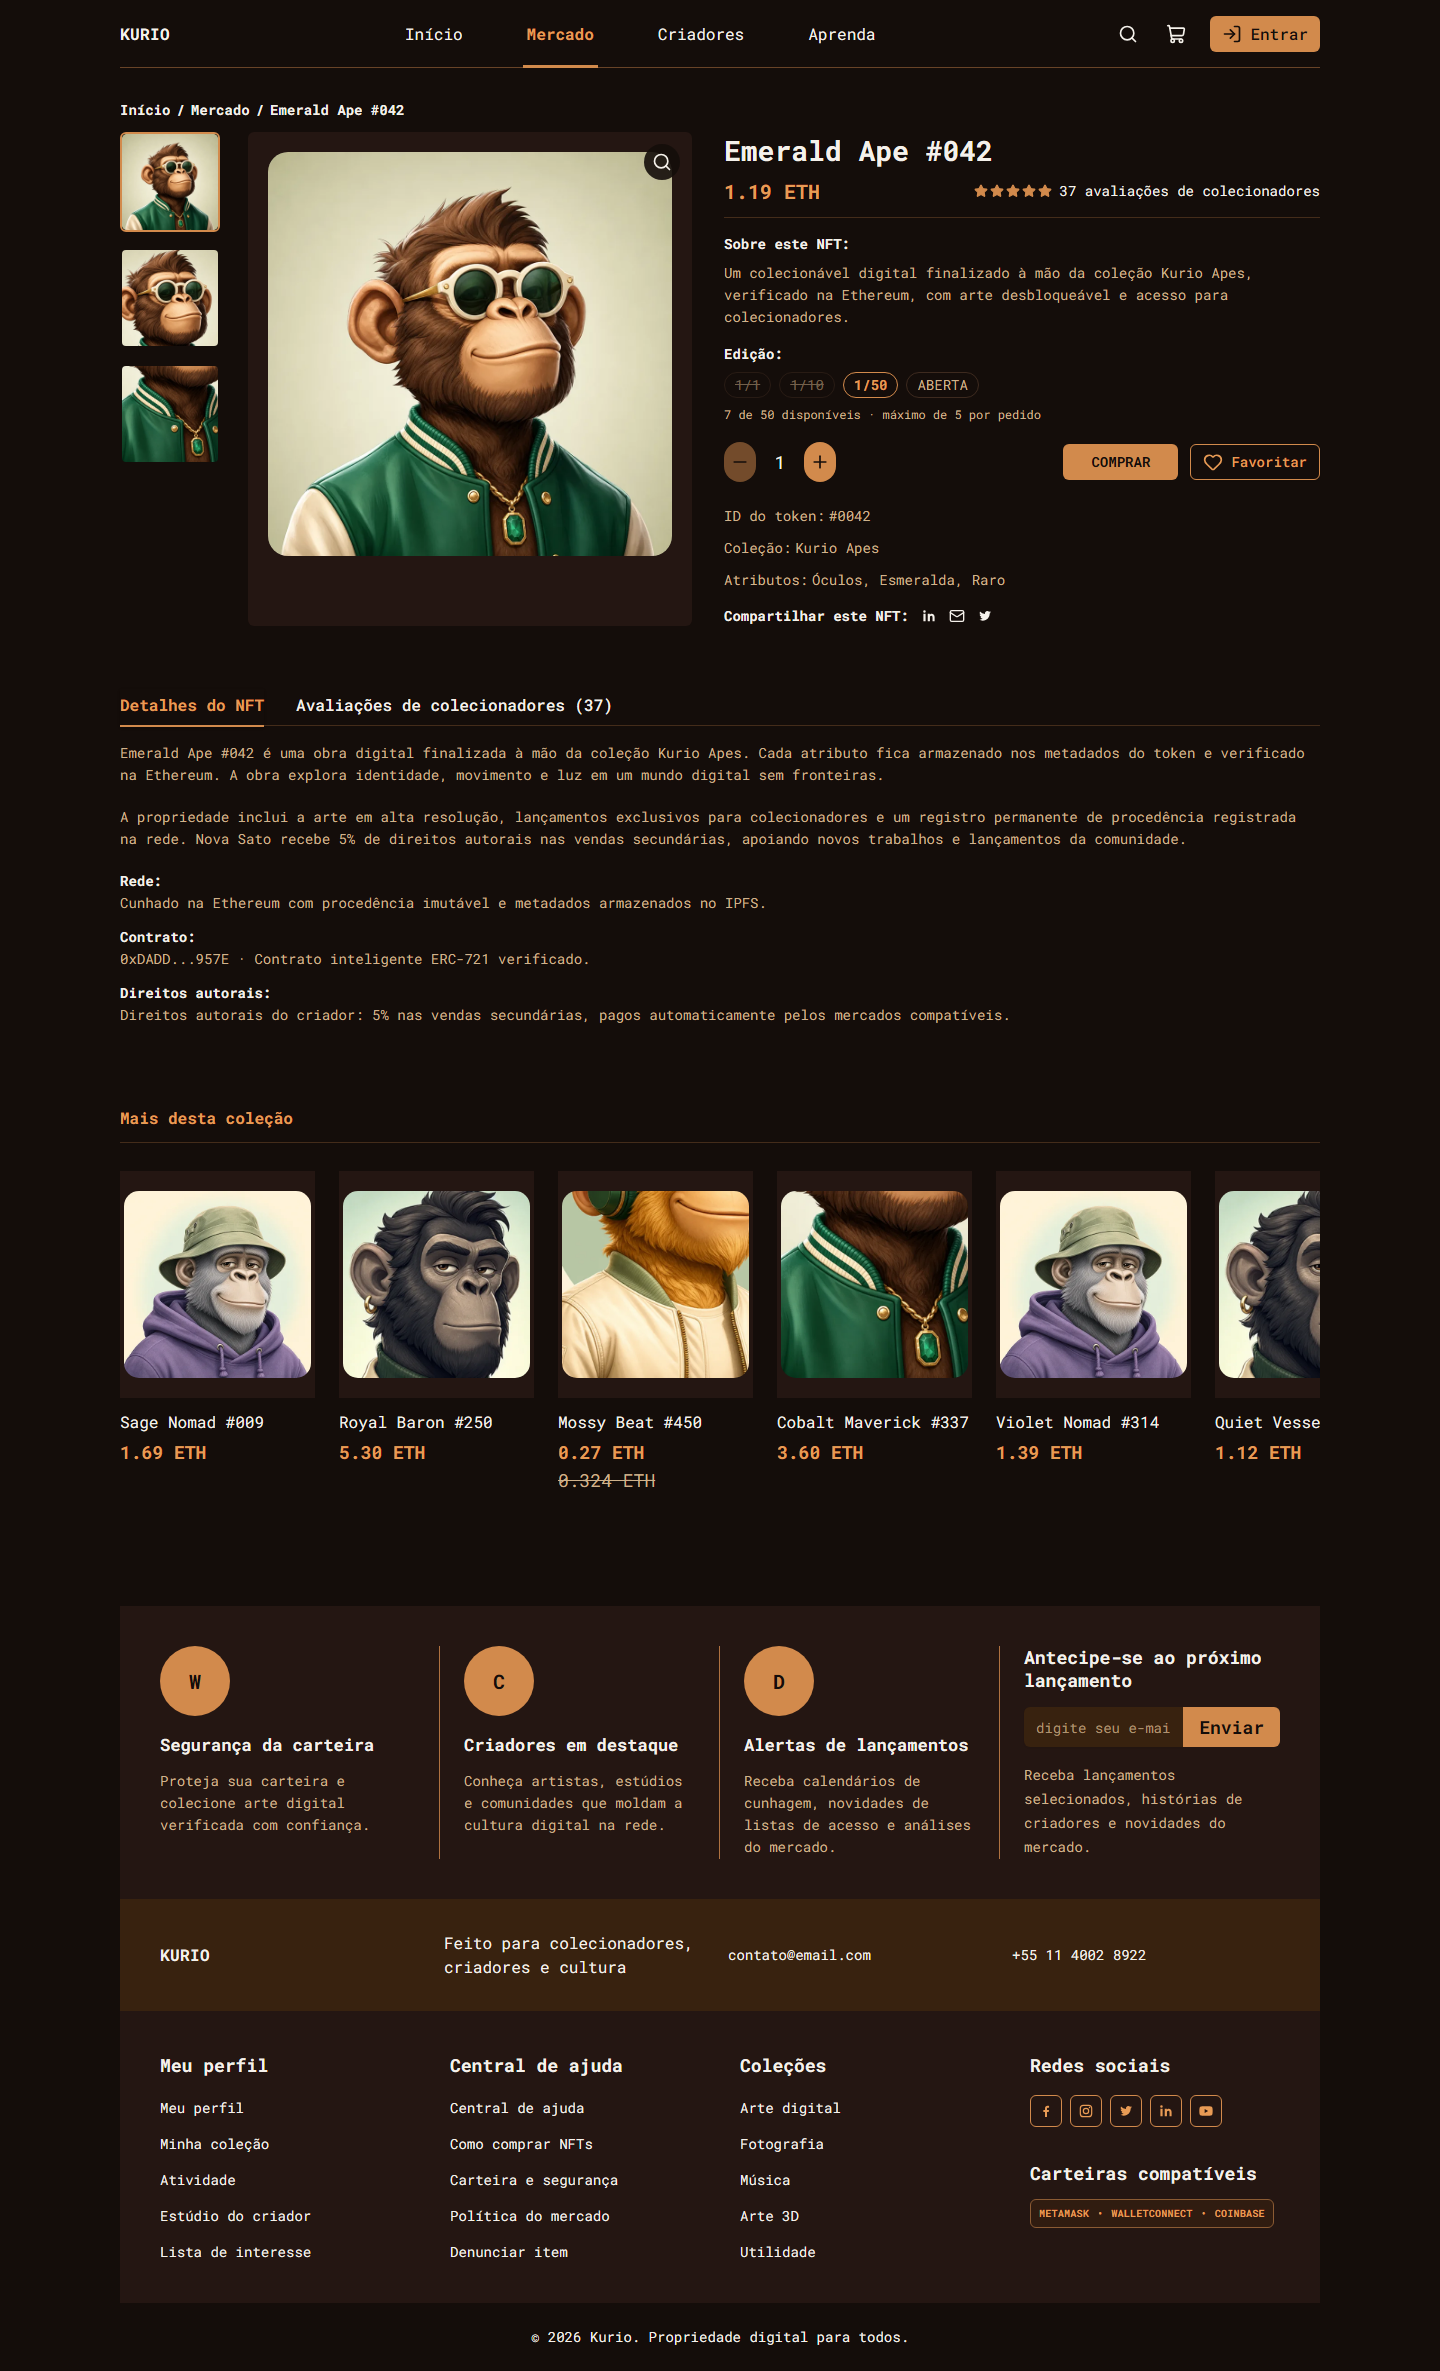 KURIO
Início
Mercado
Criadores
Aprenda
Entrar
Início / Mercado / Emerald Ape #042
Emerald Ape #042
1.19 ETH
37 avaliações de colecionadores
Sobre este NFT:
Um colecionável digital finalizado à mão da coleção Kurio Apes,
verificado na Ethereum, com arte desbloqueável e acesso para
colecionadores.
Edição:
1/1
1/10
1/50
ABERTA
7 de 50 disponíveis · máximo de 5 por pedido
1
COMPRAR
Favoritar
ID do token: #0042
Coleção: Kurio Apes
Atributos: Óculos, Esmeralda, Raro
Compartilhar este NFT:
Detalhes do NFT
Avaliações de colecionadores (37)
Emerald Ape #042 é uma obra digital finalizada à mão da coleção Kurio Apes. Cada atributo fica armazenado nos metadados do token e verificado
na Ethereum. A obra explora identidade, movimento e luz em um mundo digital sem fronteiras.
A propriedade inclui a arte em alta resolução, lançamentos exclusivos para colecionadores e um registro permanente de procedência registrada
na rede. Nova Sato recebe 5% de direitos autorais nas vendas secundárias, apoiando novos trabalhos e lançamentos da comunidade.
Rede:
Cunhado na Ethereum com procedência imutável e metadados armazenados no IPFS.
Contrato:
0xDADD...957E · Contrato inteligente ERC-721 verificado.
Direitos autorais:
Direitos autorais do criador: 5% nas vendas secundárias, pagos automaticamente pelos mercados compatíveis.
Mais desta coleção
Sage Nomad #009
1.69 ETH
Royal Baron #250
5.30 ETH
Mossy Beat #450
0.27 ETH
0.324 ETH
Cobalt Maverick #337
3.60 ETH
Violet Nomad #314
1.39 ETH
Quiet Vesse
1.12 ETH
W
Segurança da carteira
Proteja sua carteira e
colecione arte digital
verificada com confiança.
C
Criadores em destaque
Conheça artistas, estúdios
e comunidades que moldam a
cultura digital na rede.
D
Alertas de lançamentos
Receba calendários de
cunhagem, novidades de
listas de acesso e análises
do mercado.
Antecipe-se ao próximo
lançamento
digite seu e-mai
Enviar
Receba lançamentos
selecionados, histórias de
criadores e novidades do
mercado.
KURIO
Feito para colecionadores,
criadores e cultura
contato@email.com
+55 11 4002 8922
Meu perfil
Meu perfil
Minha coleção
Atividade
Estúdio do criador
Lista de interesse
Central de ajuda
Central de ajuda
Como comprar NFTs
Carteira e segurança
Política do mercado
Denunciar item
Coleções
Arte digital
Fotografia
Música
Arte 3D
Utilidade
Redes sociais
Carteiras compatíveis
METAMASK • WALLETCONNECT • COINBASE
© 2026 Kurio. Propriedade digital para todos.